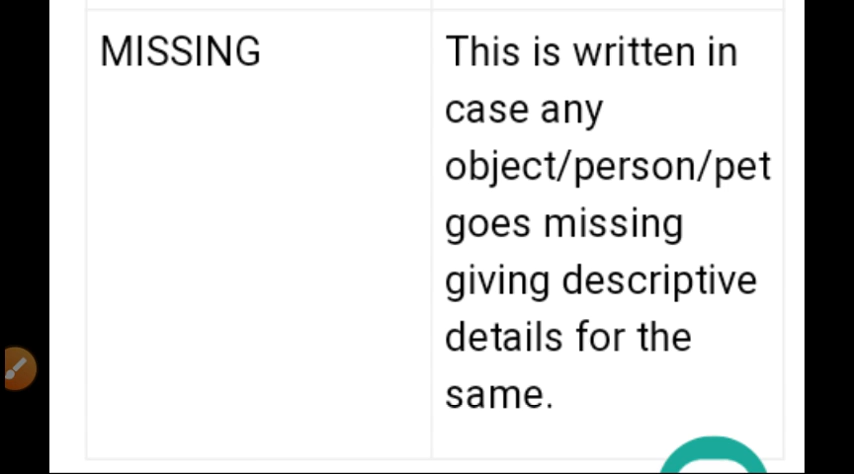 MISSING
This is written in
case any
object/person/pet
goes missing
giving descriptive
details for the
same.